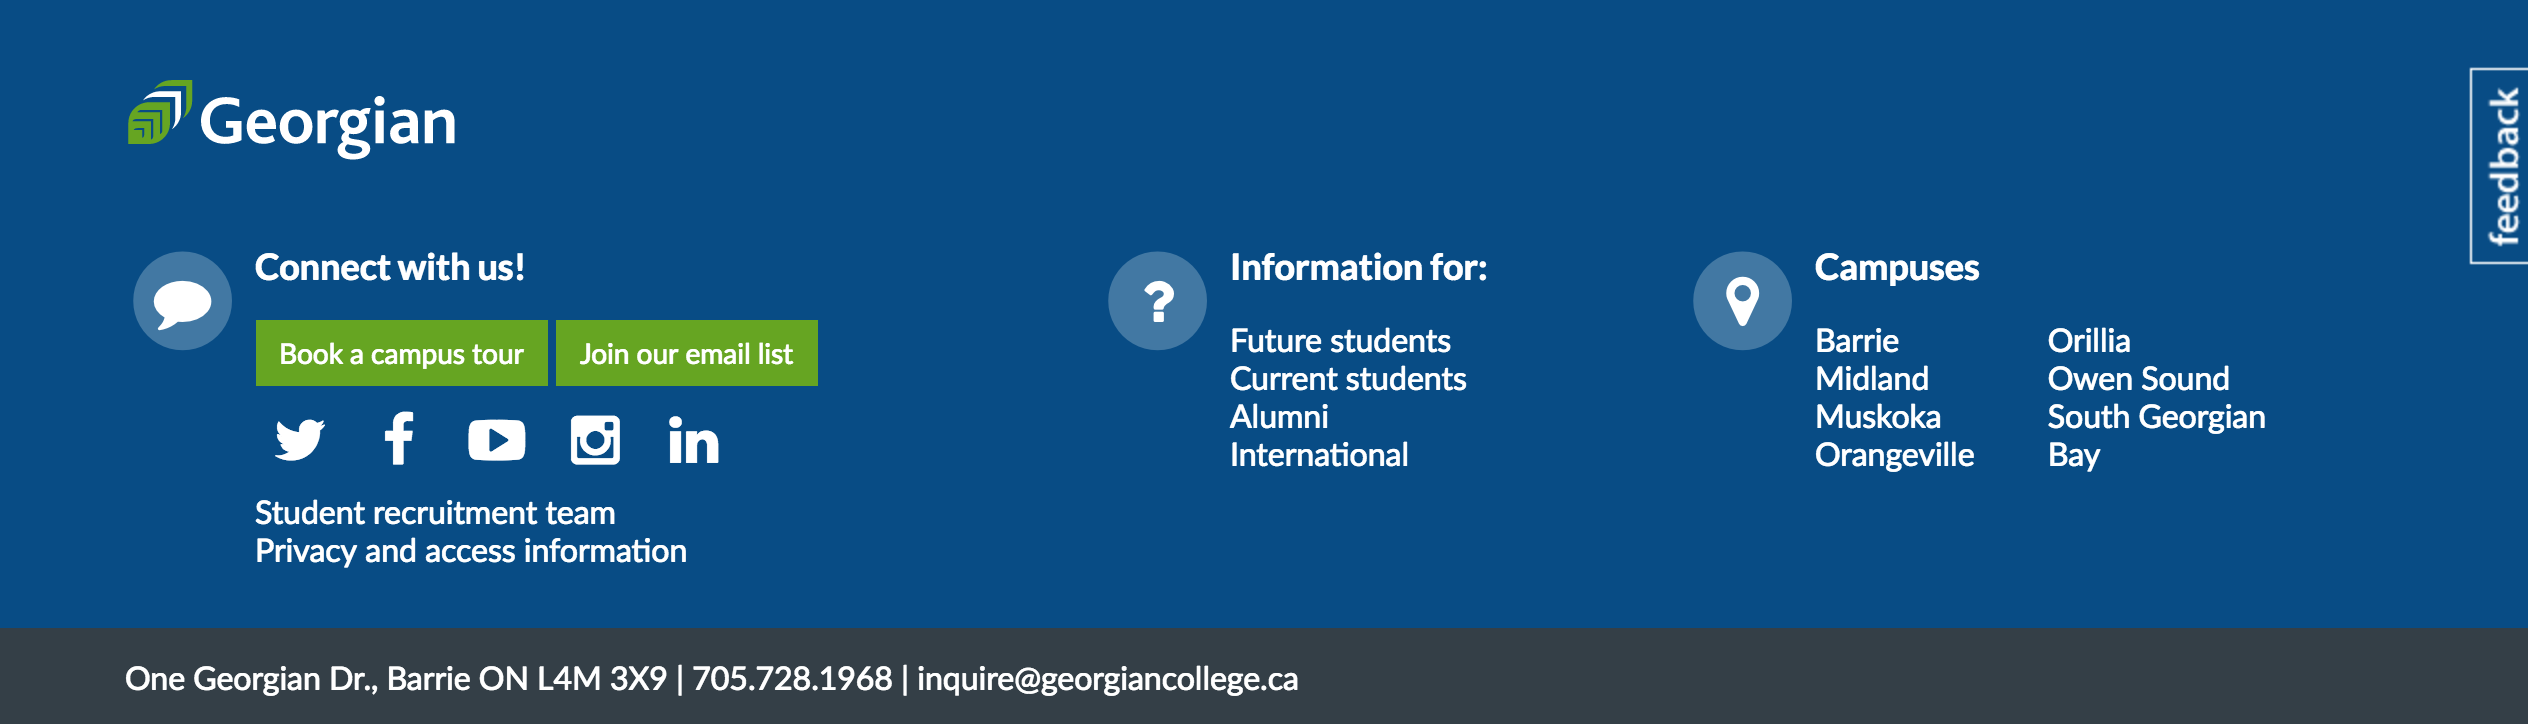 Georgian
feedback
Connect with us!
Book a campus tour
Join our email list
Student recruitment team
Privacy and access information
Information for:
Future students
Current students
Alumni
International
Campuses
Barrie
Midland
Muskoka
Orangeville
Orillia
Owen Sound
South Georgian
Bay
One Georgian Dr., Barrie ON L4M 3X9 | 705.728.1968 | inquire@georgiancollege.ca